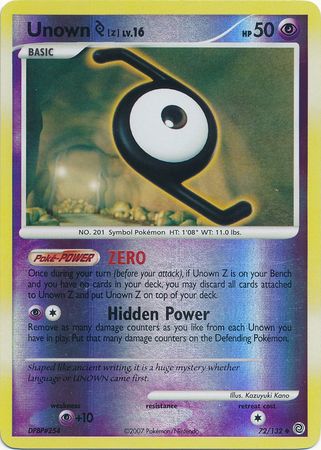 Unown [Z] LV.16 HP 50
BASIC
NO. 201 Symbol Pokémon HT: 1'08" WT: 11.0 lbs.
Poké-POWER ZERO
Once during your turn (before your attack), if Unown Z is on your Bench
and you have no cards in your deck, you may discard all cards attached
to Unown Z and put Unown Z on top of your deck.
Hidden Power
Remove as many damage counters as you like from each Unown you
have in play. Put that many damage counters on the Defending Pokémon.
Shaped like ancient writing, it is a huge mystery whether
language or UNOWN came first.
Illus. Kazuyuki Kano
weakness resistance retreat cost
+10
DPBP#254 ©2007 Pokémon/Nintendo 72/132